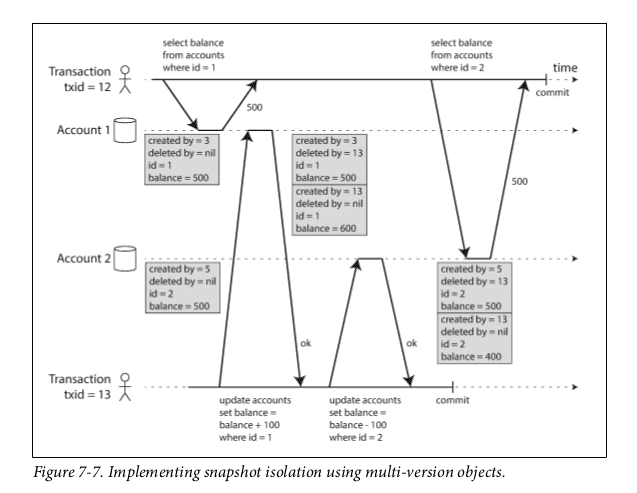 select balance
from accounts
where id = 1
select balance
from accounts
where id = 2
time
Transaction
txid = 12
commit
500
Account 1
created by = 3
deleted by = nil
id = 1
balance = 500
created by = 3
deleted by = 13
id = 1
balance = 500
created by = 13
deleted by = nil
id = 1
balance = 600
500
Account 2
created by = 5
deleted by = nil
id = 2
balance = 500
created by = 5
deleted by = 13
id = 2
balance = 500
created by = 13
deleted by = nil
id = 2
balance = 400
ok
ok
Transaction
txid = 13
update accounts
set balance =
balance + 100
where id = 1
update accounts
set balance =
balance - 100
where id = 2
commit
Figure 7-7. Implementing snapshot isolation using multi-version objects.